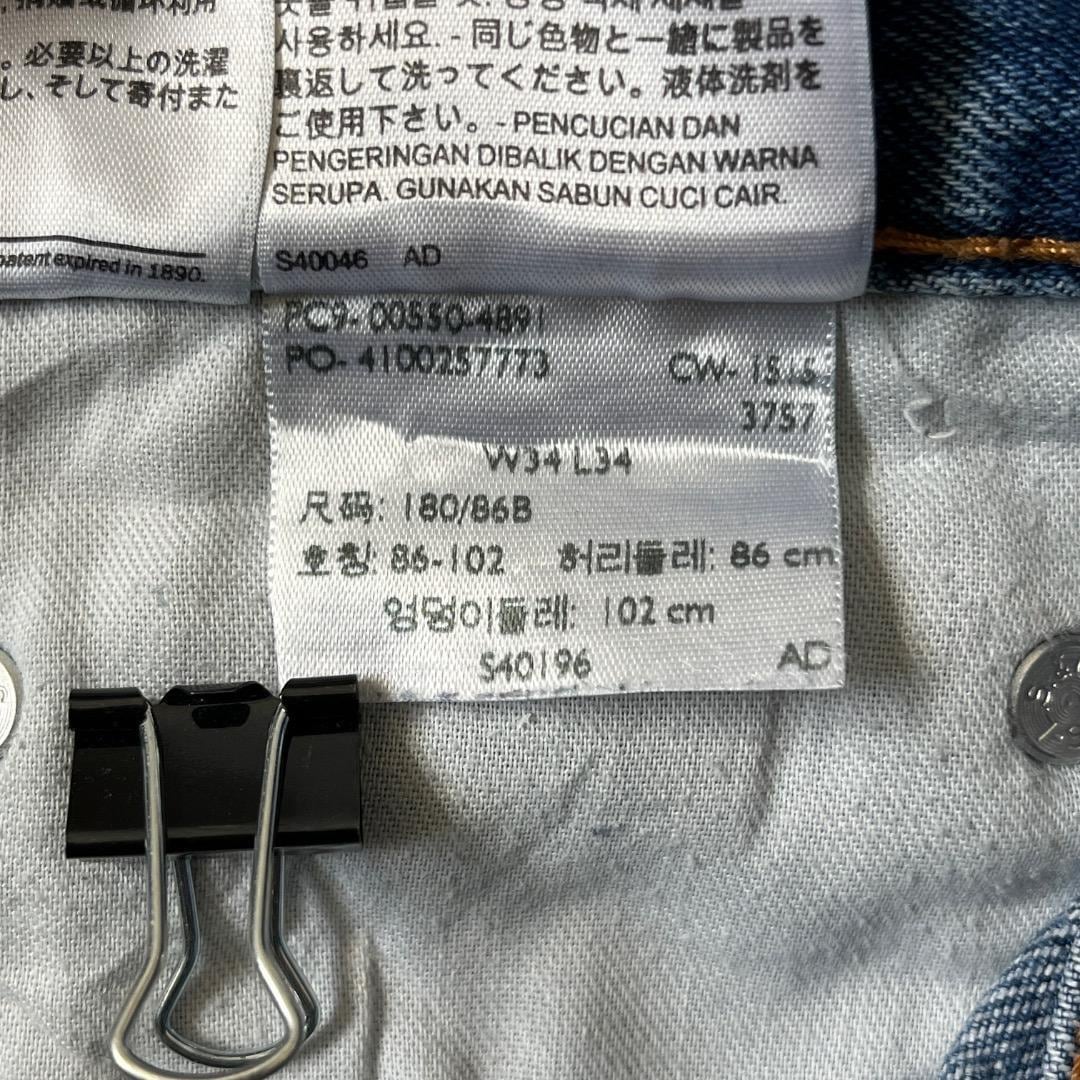 必要以上の洗濯
し、そして寄付また
patent expired in 1890.
사용하세요. - 同じ色物と一緒に製品を
裏返して洗ってください。液体洗剤を
ご使用下さい。-PENCUCIAN DAN
PENGERINGAN DIBALIK DENGAN WARNA
SERUPA. GUNAKAN SABUN CUCI CAIR.
S40046 AD
PC9- 00550-4891
PO- 4100257773
CW-
3757
W34 L34
尺码: 180/86B
호칭: 86-102 허리둘레: 86 cm
엉덩이둘레: 102 cm
S40196 AD